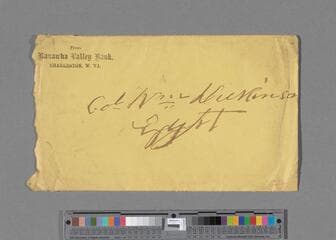 From
Kanawha Valley Bank,
CHARLESTON, W. VA.
Col Wm Dickinson
Egypt